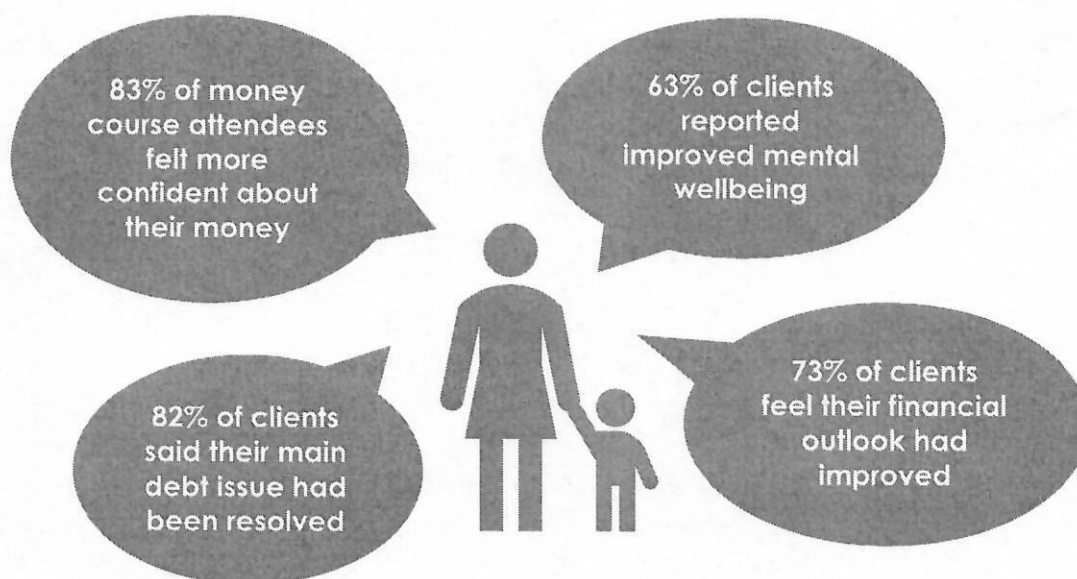 83% of money
course attendees
felt more
confident about
their money
63% of clients
reported
improved mental
wellbeing
82% of clients
said their main
debt issue had
been resolved
73% of clients
feel their financial
outlook had
improved